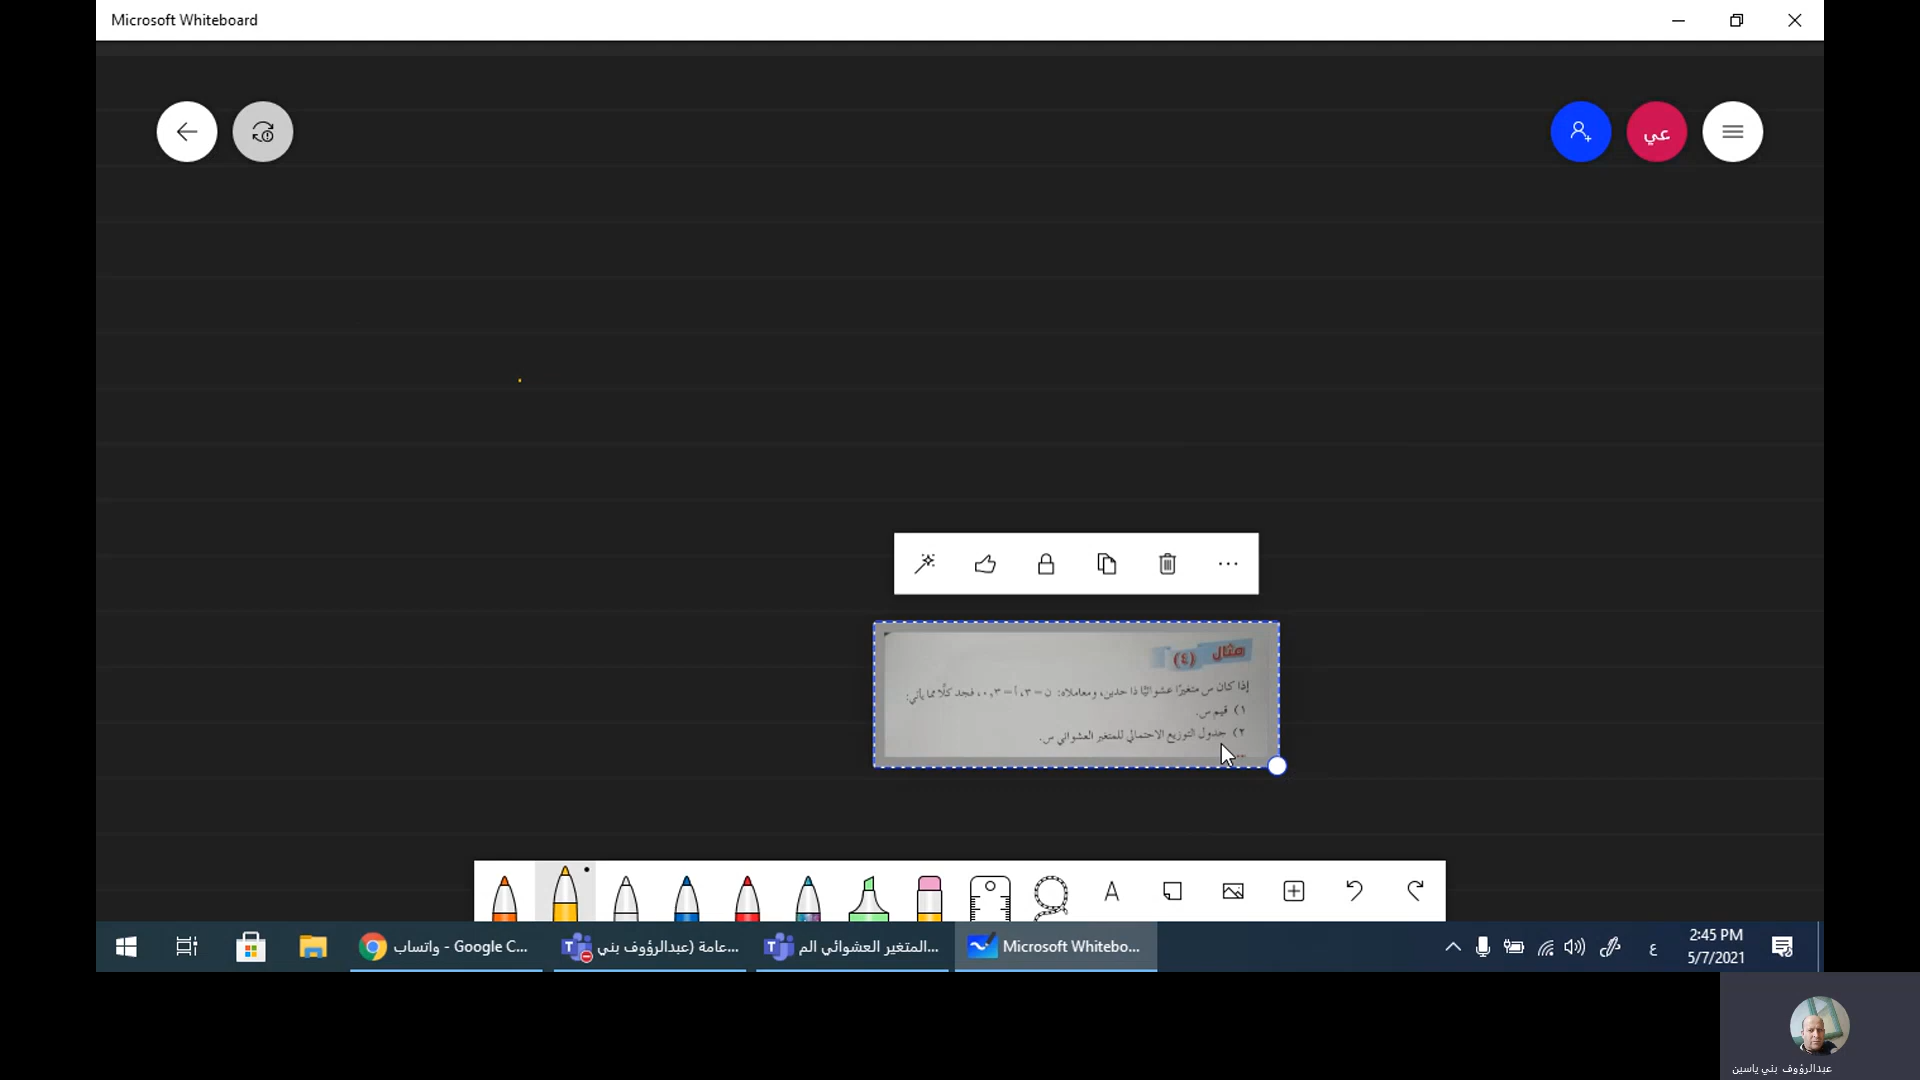 Microsoft Whiteboard
عي
مثال (٤)
إذا كان س متغيرًا عشوائيًّا ذا حدين، ومعاملاه: ن = ٣، أ = ٠,٣، فجد كلًّا مما يأتي:
١) قيم س.
٢) جدول التوزيع الاحتمالي للمتغير العشوائي س.
واتساب - Google C...
عامة (عبدالرؤوف بني...
المتغير العشوائي الم...
Microsoft Whitebo...
ع
2:45 PM
5/7/2021
عبدالرؤوف بني ياسين